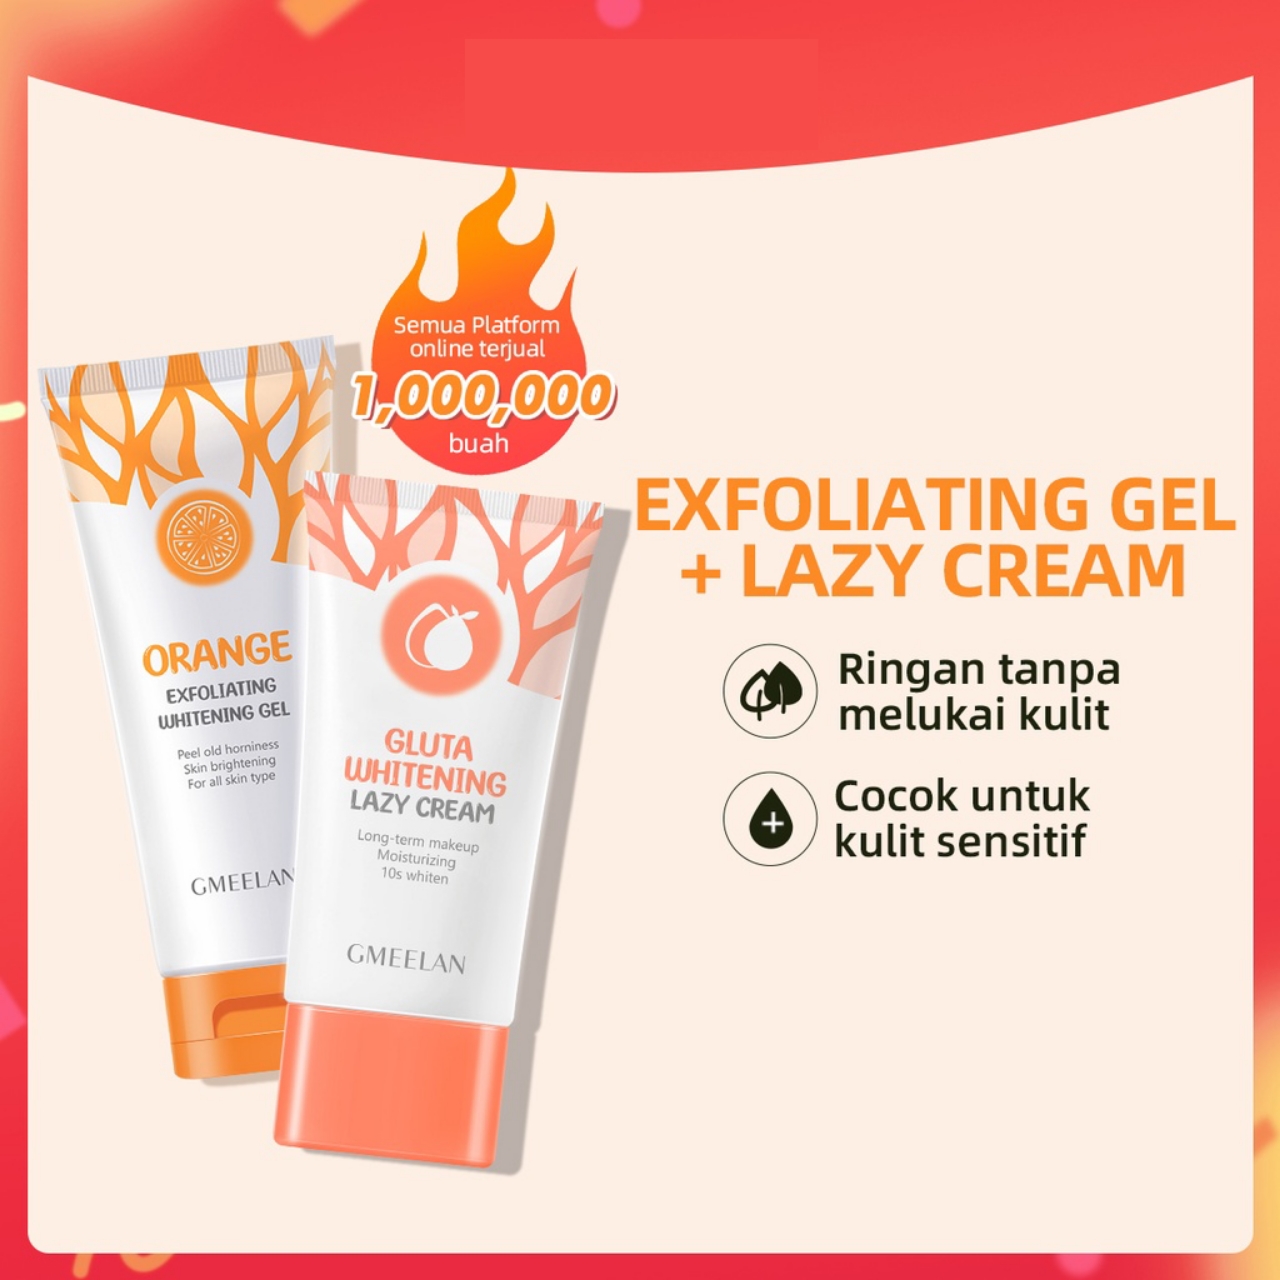 Semua Platform
online terjual
1,000,000
buah
EXFOLIATING GEL
+ LAZY CREAM
Ringan tanpa
melukai kulit
Cocok untuk
kulit sensitif
ORANGE
EXFOLIATING
WHITENING GEL
Peel old horniness
Skin brightening
For all skin type
GMEELAN
GLUTA
WHITENING
LAZY CREAM
Long-term makeup
Moisturizing
10s whiten
GMEELAN